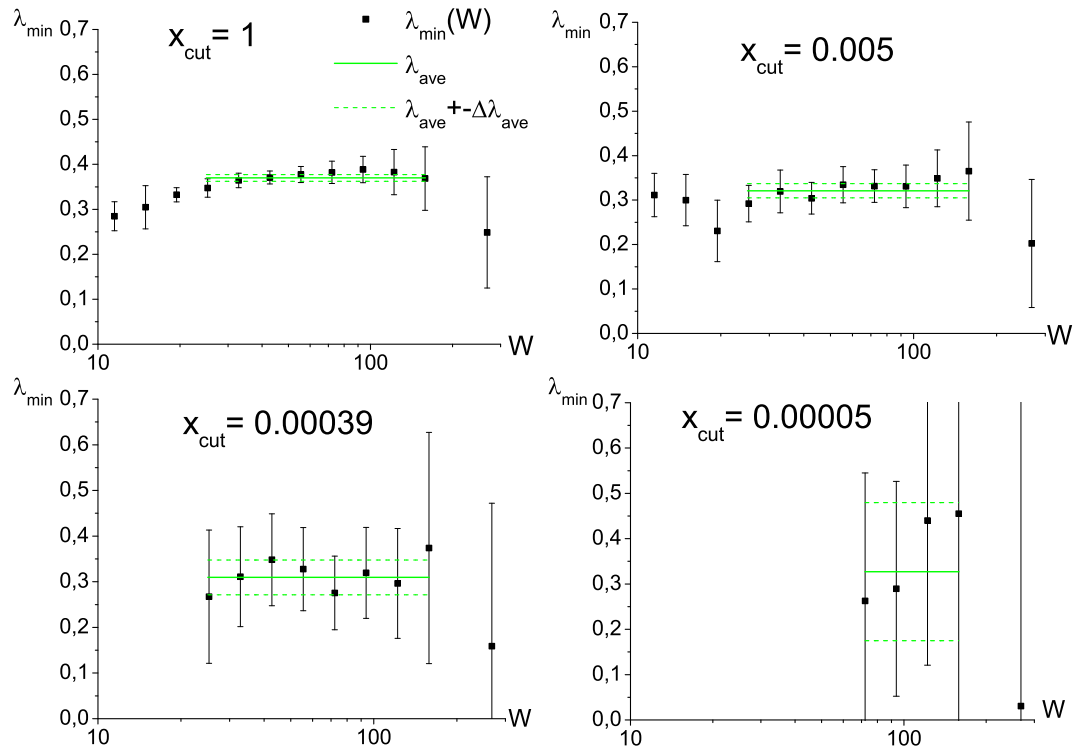 λmin 0,7
0,6
0,5
0,4
0,3
0,2
0,1
0,0
10 100 W
xcut= 1
λmin(W)
λave
λave+-Δλave
λmin 0,7
0,6
0,5
0,4
0,3
0,2
0,1
0,0
10 100 W
xcut= 0.005
λmin 0,7
0,6
0,5
0,4
0,3
0,2
0,1
0,0
10 100 W
xcut= 0.00039
λmin 0,7
0,6
0,5
0,4
0,3
0,2
0,1
0,0
10 100 W
xcut= 0.00005